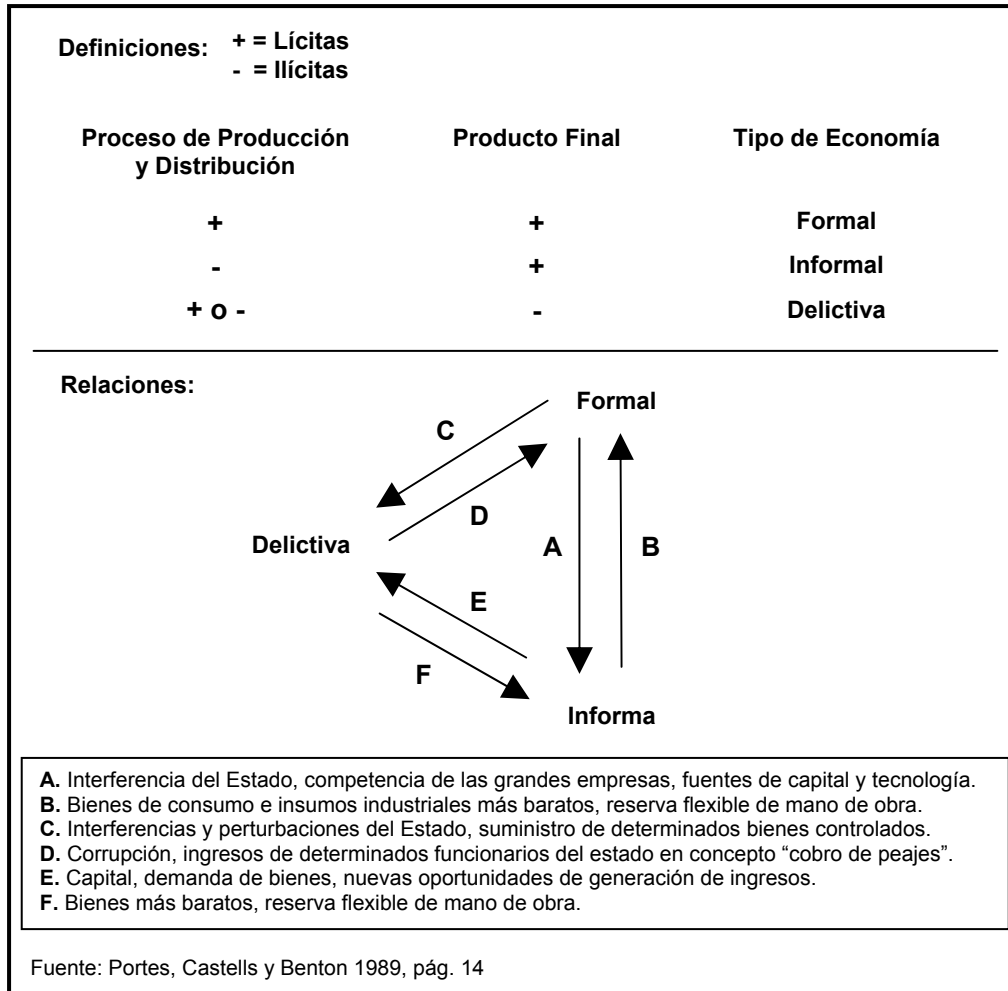 Definiciones: + = Lícitas
- = Ilícitas
Proceso de Producción Producto Final Tipo de Economía
y Distribución
+ + Formal
- + Informal
+ o - - Delictiva
Relaciones:
Formal
C
D
Delictiva
A B
E
F
Informa
A. Interferencia del Estado, competencia de las grandes empresas, fuentes de capital y tecnología.
B. Bienes de consumo e insumos industriales más baratos, reserva flexible de mano de obra.
C. Interferencias y perturbaciones del Estado, suministro de determinados bienes controlados.
D. Corrupción, ingresos de determinados funcionarios del estado en concepto “cobro de peajes”.
E. Capital, demanda de bienes, nuevas oportunidades de generación de ingresos.
F. Bienes más baratos, reserva flexible de mano de obra.
Fuente: Portes, Castells y Benton 1989, pág. 14